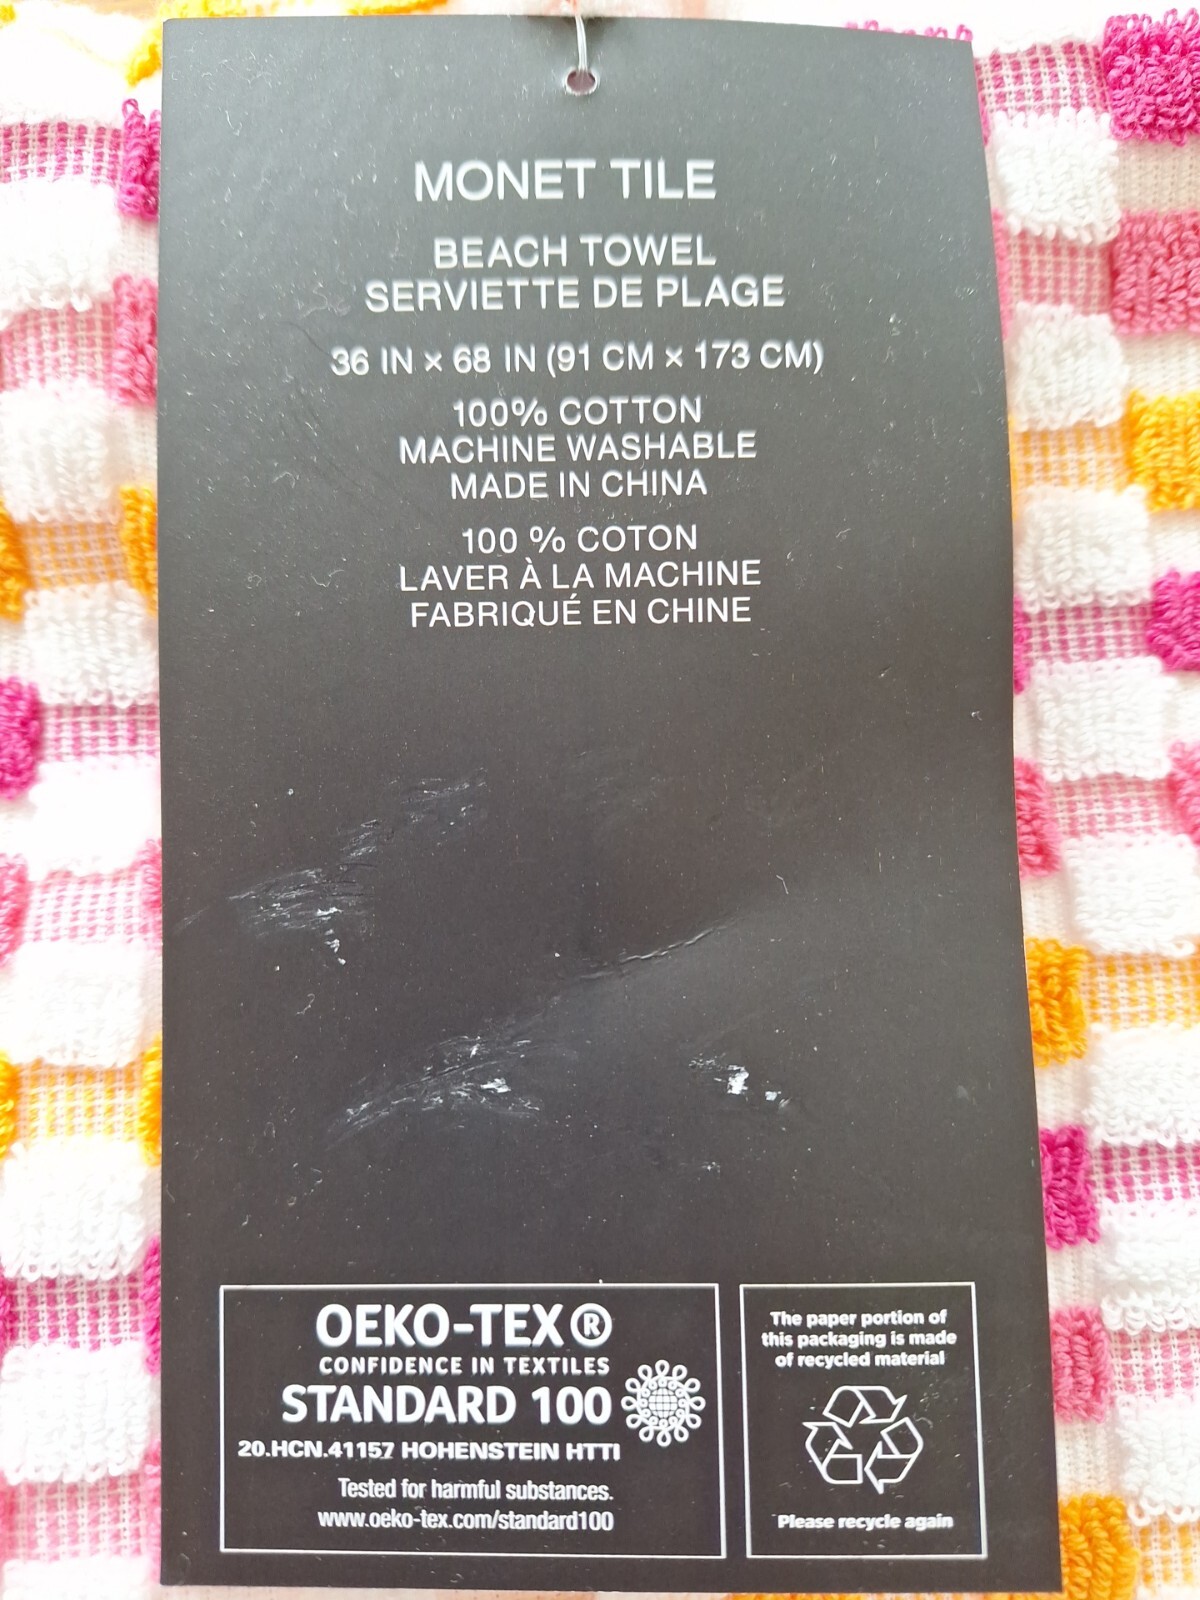 MONET TILE
BEACH TOWEL
SERVIETTE DE PLAGE
36 IN × 68 IN (91 CM × 173 CM)
100% COTTON
MACHINE WASHABLE
MADE IN CHINA
100 % COTON
LAVER À LA MACHINE
FABRIQUÉ EN CHINE
OEKO-TEX®
CONFIDENCE IN TEXTILES
STANDARD 100
20.HCN.41157 HOHENSTEIN HTTI
Tested for harmful substances.
www.oeko-tex.com/standard100
The paper portion of
this packaging is made
of recycled material
Please recycle again